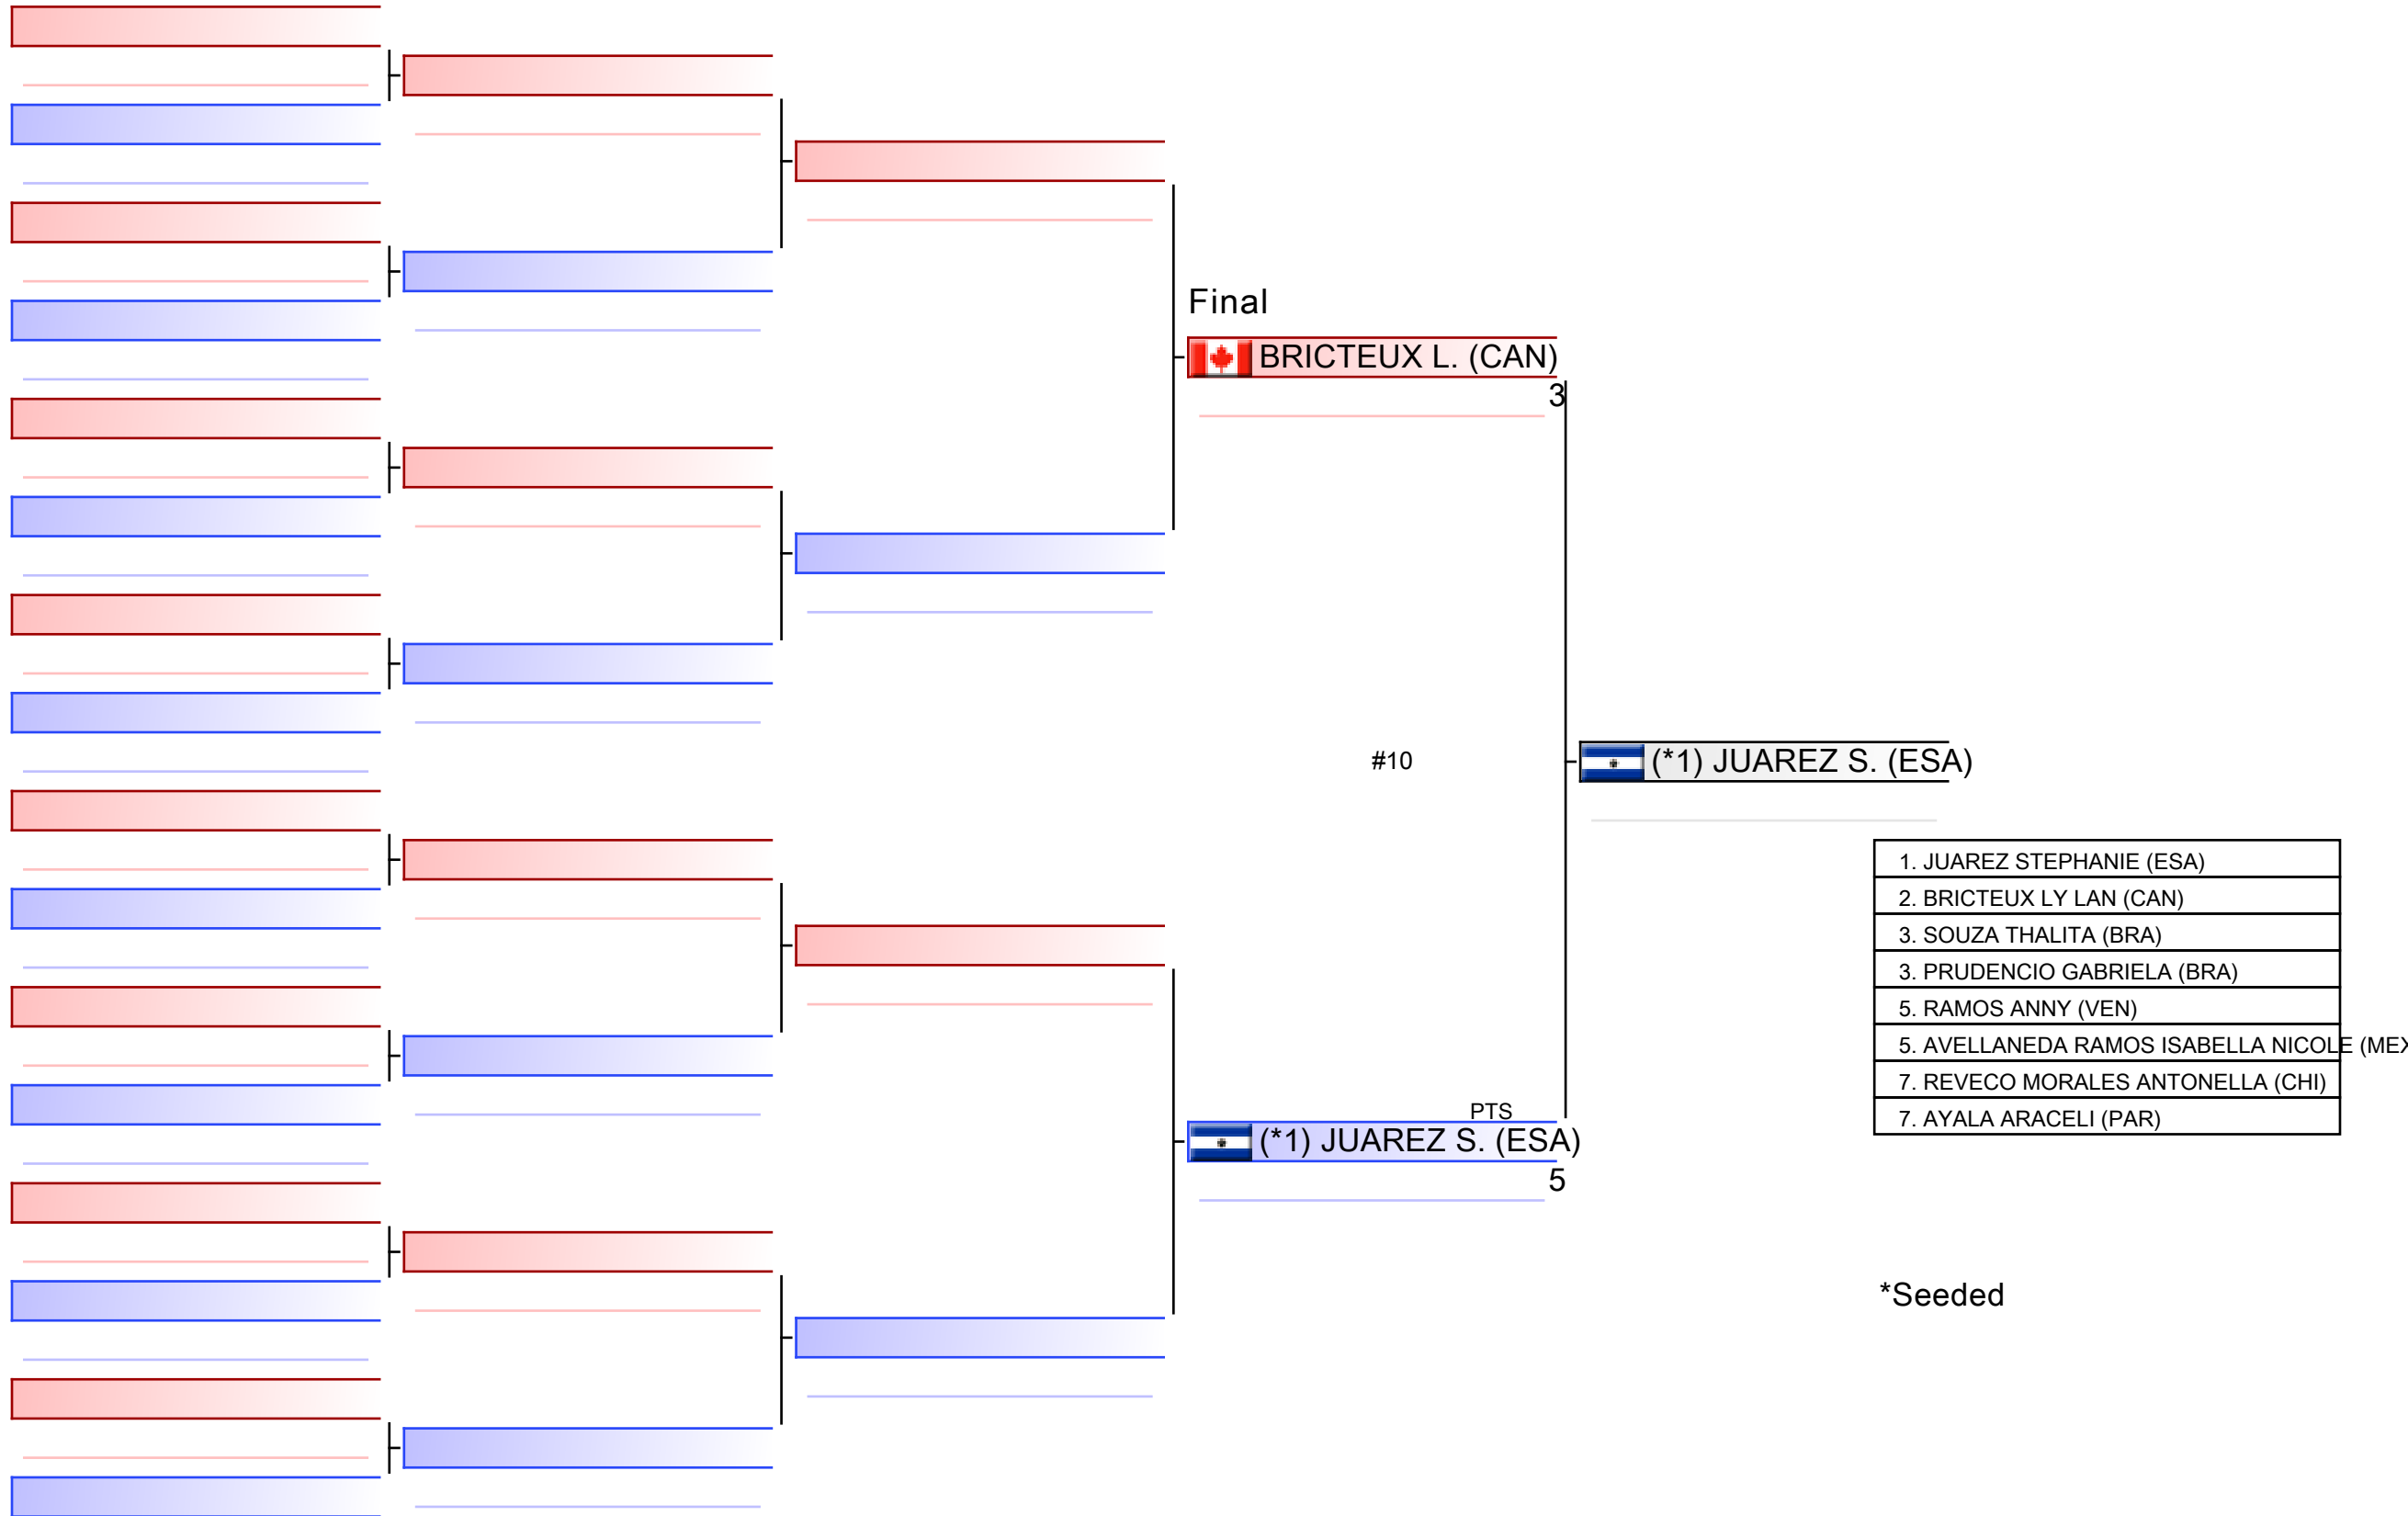 Final
BRICTEUX L. (CAN)
3
#10
(*1) JUAREZ S. (ESA)
1. JUAREZ STEPHANIE (ESA)
2. BRICTEUX LY LAN (CAN)
3. SOUZA THALITA (BRA)
3. PRUDENCIO GABRIELA (BRA)
5. RAMOS ANNY (VEN)
5. AVELLANEDA RAMOS ISABELLA NICOLE (MEX
7. REVECO MORALES ANTONELLA (CHI)
7. AYALA ARACELI (PAR)
PTS
(*1) JUAREZ S. (ESA)
5
*Seeded